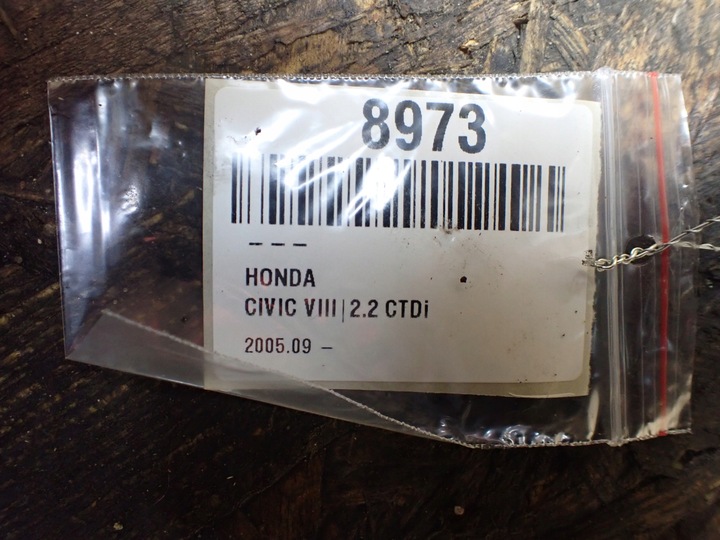 8973
– – –
HONDA
CIVIC VIII|2.2 CTDi
2005.09 –